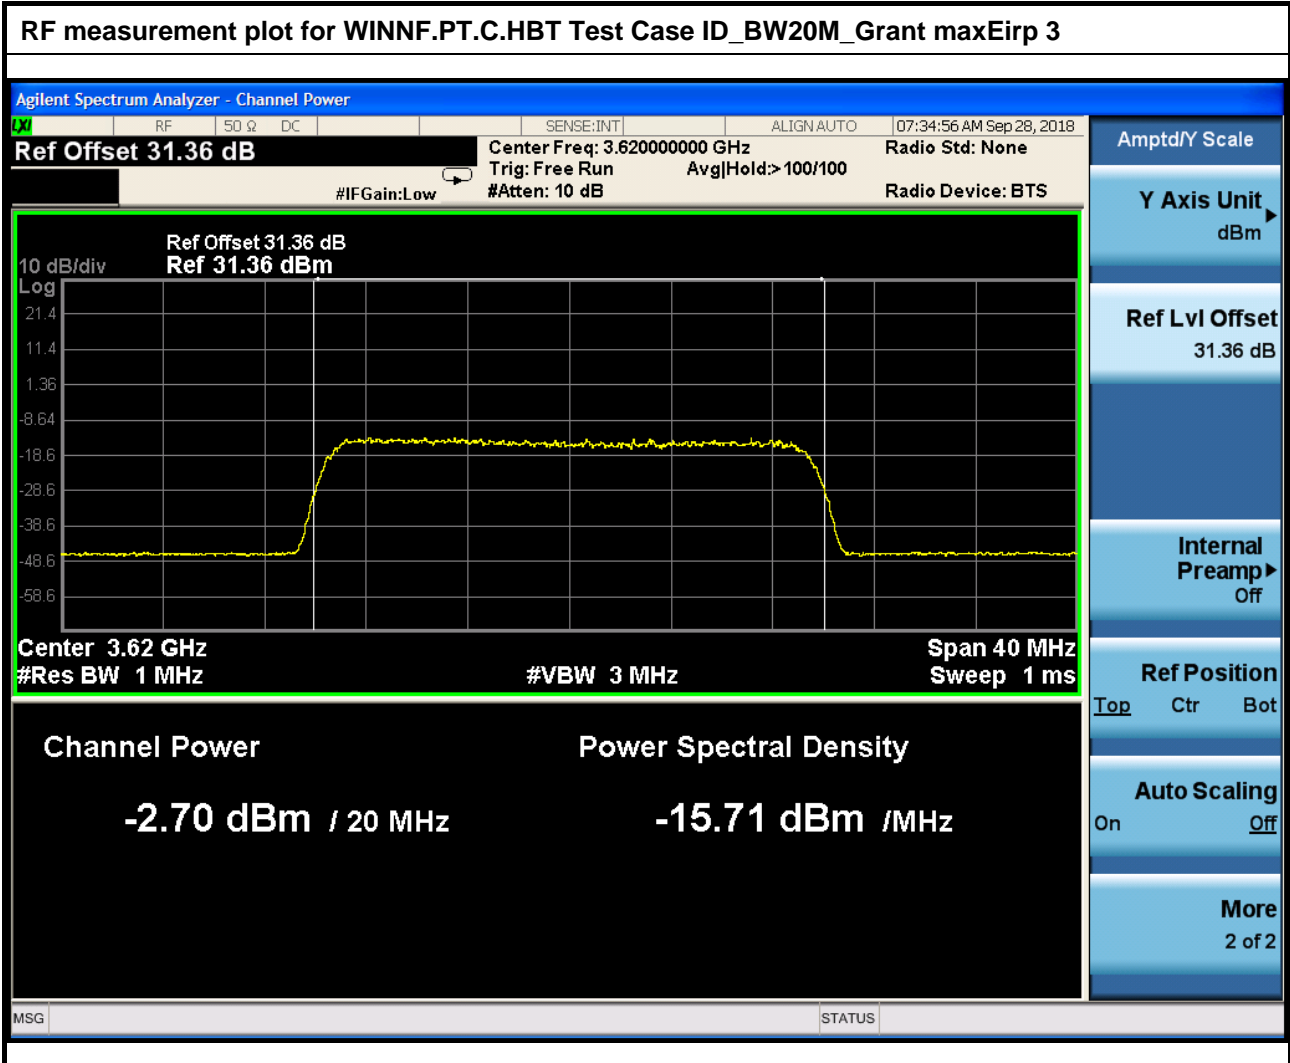 RF measurement plot for WINNF.PT.C.HBT Test Case ID_BW20M_Grant maxEirp 3
Agilent Spectrum Analyzer - Channel Power
LXI RF 50 Ω DC SENSE:INT ALIGN AUTO 07:34:56 AM Sep 28, 2018
Ref Offset 31.36 dB
Center Freq: 3.620000000 GHz Radio Std: None
Trig: Free Run Avg|Hold:> 100/100
#IFGain:Low #Atten: 10 dB Radio Device: BTS
Ref Offset 31.36 dB
10 dB/div Ref 31.36 dBm
Log
21.4
11.4
1.36
-8.64
-18.6
-28.6
-38.6
-48.6
-58.6
Center 3.62 GHz Span 40 MHz
#Res BW 1 MHz #VBW 3 MHz Sweep 1 ms
Channel Power Power Spectral Density
-2.70 dBm / 20 MHz -15.71 dBm /MHz
Amptd/Y Scale
Y Axis Unit
dBm
Ref Lvl Offset
31.36 dB
Internal
Preamp
Off
Ref Position
Top Ctr Bot
Auto Scaling
On Off
More
2 of 2
MSG STATUS